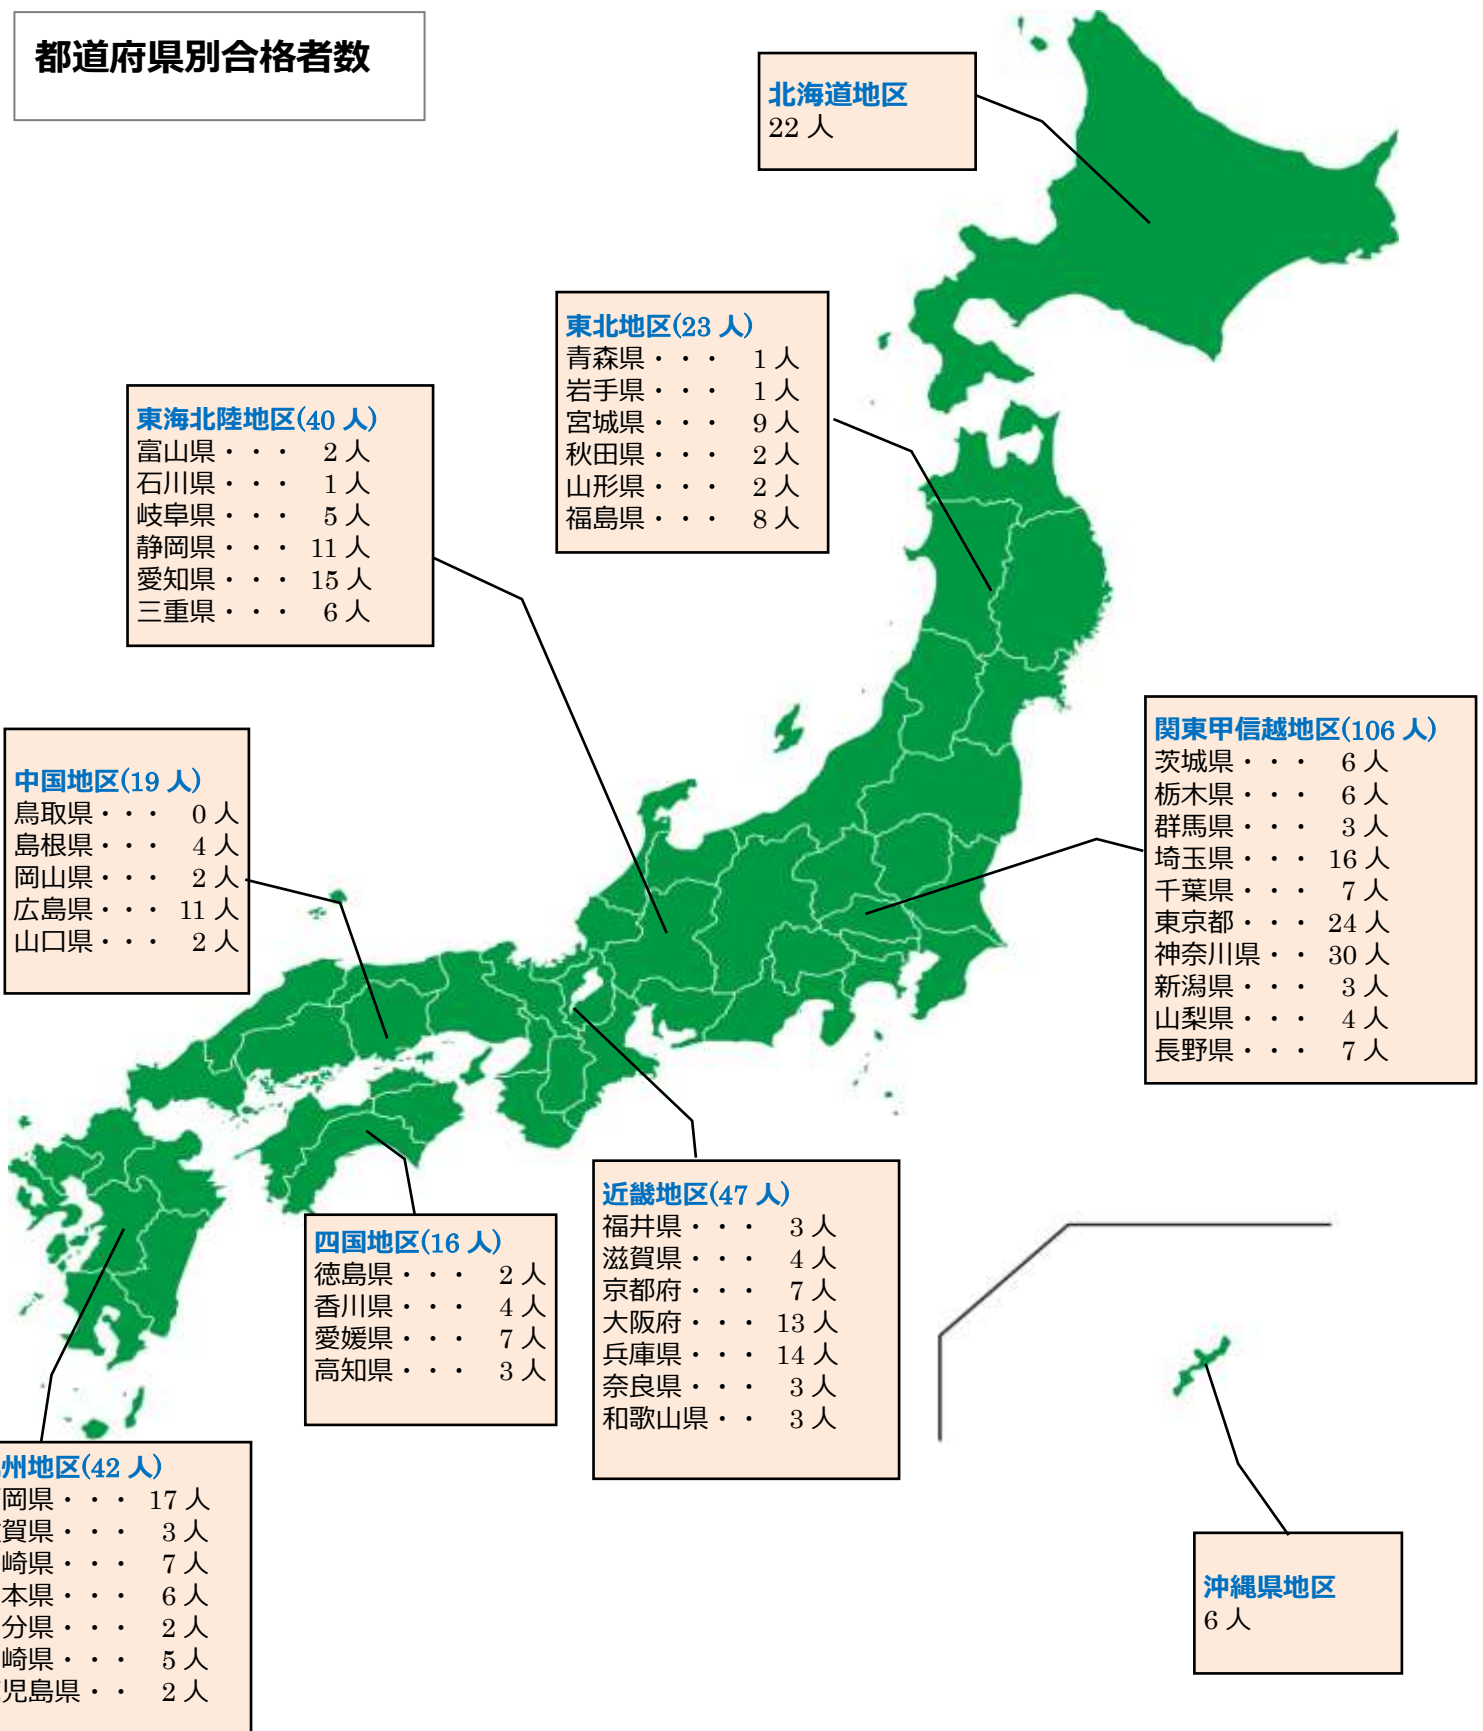 都道府県別合格者数
北海道地区
22 人
東北地区(23 人)
青森県・・・ 1 人
岩手県・・・ 1 人
宮城県・・・ 9 人
秋田県・・・ 2 人
山形県・・・ 2 人
福島県・・・ 8 人
東海北陸地区(40 人)
富山県・・・ 2 人
石川県・・・ 1 人
岐阜県・・・ 5 人
静岡県・・・ 11 人
愛知県・・・ 15 人
三重県・・・ 6 人
関東甲信越地区(106 人)
茨城県・・・ 6 人
栃木県・・・ 6 人
群馬県・・・ 3 人
埼玉県・・・ 16 人
千葉県・・・ 7 人
東京都・・・ 24 人
神奈川県・・ 30 人
新潟県・・・ 3 人
山梨県・・・ 4 人
長野県・・・ 7 人
中国地区(19 人)
鳥取県・・・ 0 人
島根県・・・ 4 人
岡山県・・・ 2 人
広島県・・・ 11 人
山口県・・・ 2 人
近畿地区(47 人)
福井県・・・ 3 人
滋賀県・・・ 4 人
京都府・・・ 7 人
大阪府・・・ 13 人
兵庫県・・・ 14 人
奈良県・・・ 3 人
和歌山県・・ 3 人
四国地区(16 人)
徳島県・・・ 2 人
香川県・・・ 4 人
愛媛県・・・ 7 人
高知県・・・ 3 人
州地区(42 人)
岡県・・・ 17 人
賀県・・・ 3 人
崎県・・・ 7 人
本県・・・ 6 人
分県・・・ 2 人
崎県・・・ 5 人
児島県・・ 2 人
沖縄県地区
6 人